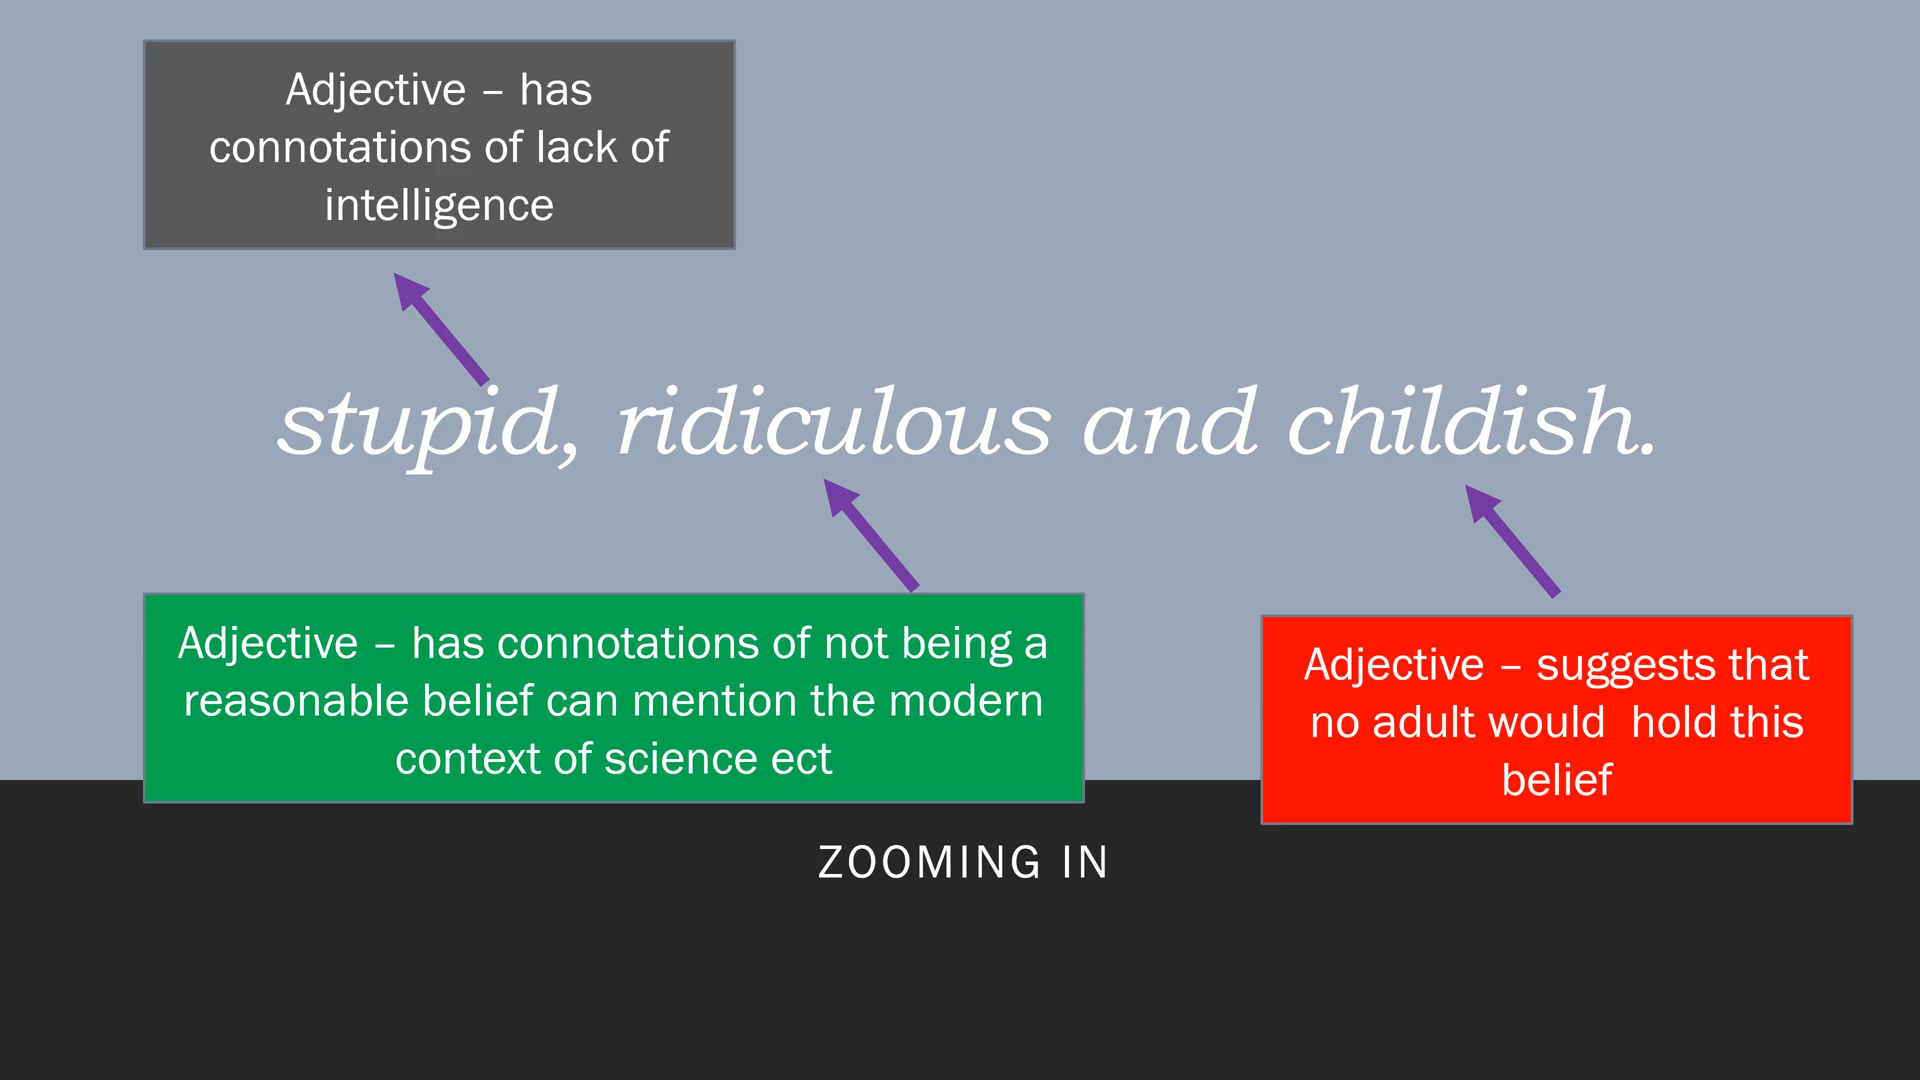 Adjective – has
connotations of lack of
intelligence
stupid, ridiculous and childish.
Adjective – has connotations of not being a
reasonable belief can mention the modern
context of science ect
Adjective – suggests that
no adult would  hold this
belief
ZOOMING IN